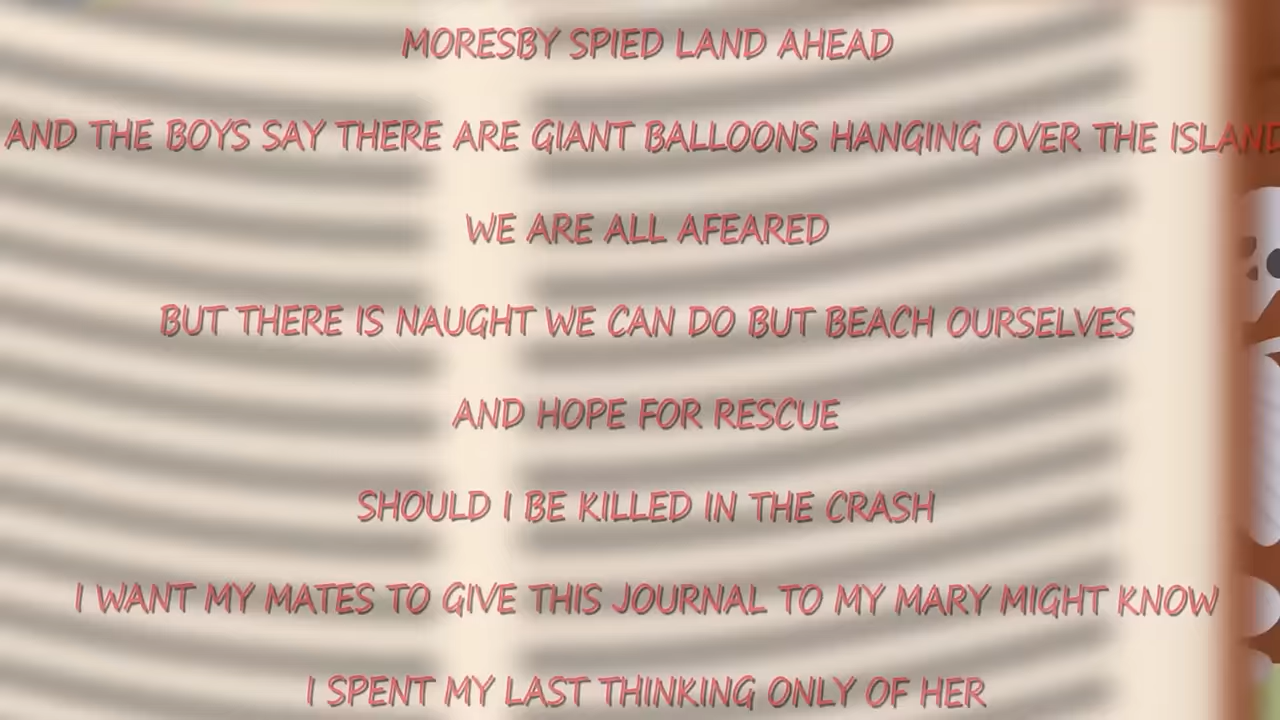 MORESBY SPIED LAND AHEAD
AND THE BOYS SAY THERE ARE GIANT BALLOONS HANGING OVER THE ISLAND
WE ARE ALL AFEARED
BUT THERE IS NAUGHT WE CAN DO BUT BEACH OURSELVES
AND HOPE FOR RESCUE
SHOULD I BE KILLED IN THE CRASH
I WANT MY MATES TO GIVE THIS JOURNAL TO MY MARY MIGHT KNOW
I SPENT MY LAST THINKING ONLY OF HER